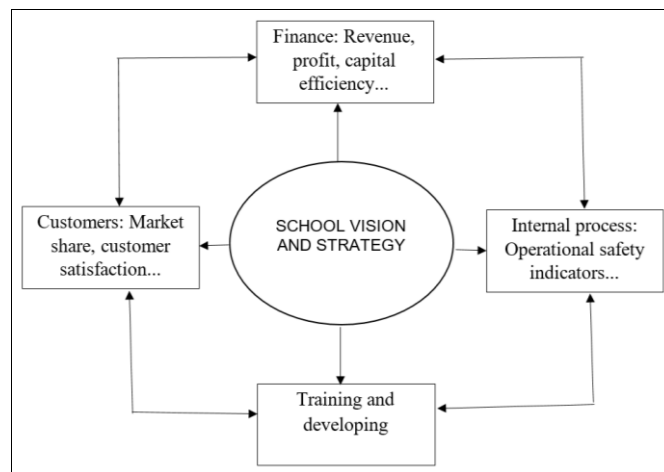 Finance: Revenue,
profit, capital
efficiency...
SCHOOL VISION
AND STRATEGY
Customers: Market
share, customer
satisfaction...
Internal process:
Operational safety
indicators...
Training and
developing